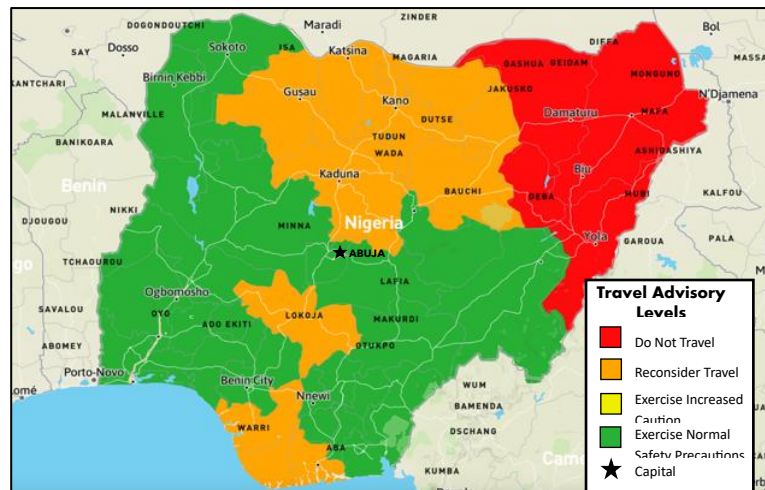 ZINDER
DOGONDOUTCHI
Maradi
Bol
SAY
Dosso
Sokoto
ISA
Katsina
MAGARIA
DIFFA
GASHUA
GEIDAM
MASSA
KANTCHARI
Birnin Kebbi
Gusau
Kano
JAKUSKO
MONGUNO
N'Djamena
MALANVILLE
DUTSE
Damaturu
MAFA
BANIKOARA
TUDUN
WADA
ASHIGASHIYA
Benin
Kaduna
BAUCHI
Biu
DEBA
MUBI
KALFOU
DJOUGOU
NIKKI
MINNA
Nigeria
Yola
GAROUA
PALA
TCHAOUROU
ABUJA
go
LAFIA
Ogbomosho
SAVALOU
OYO
ADO EKITI
LOKOJA
MAKURDI
ABOMEY
OTUKPO
Porto-Novo
Benin City
Nnewi
WUM
BAMENDA
WARRI
DSCHANG
ABA
KUMBA
Travel Advisory
Levels
Do Not Travel
Reconsider Travel
Exercise Increased
Caution
Exercise Normal
Safety Precautions
Capital